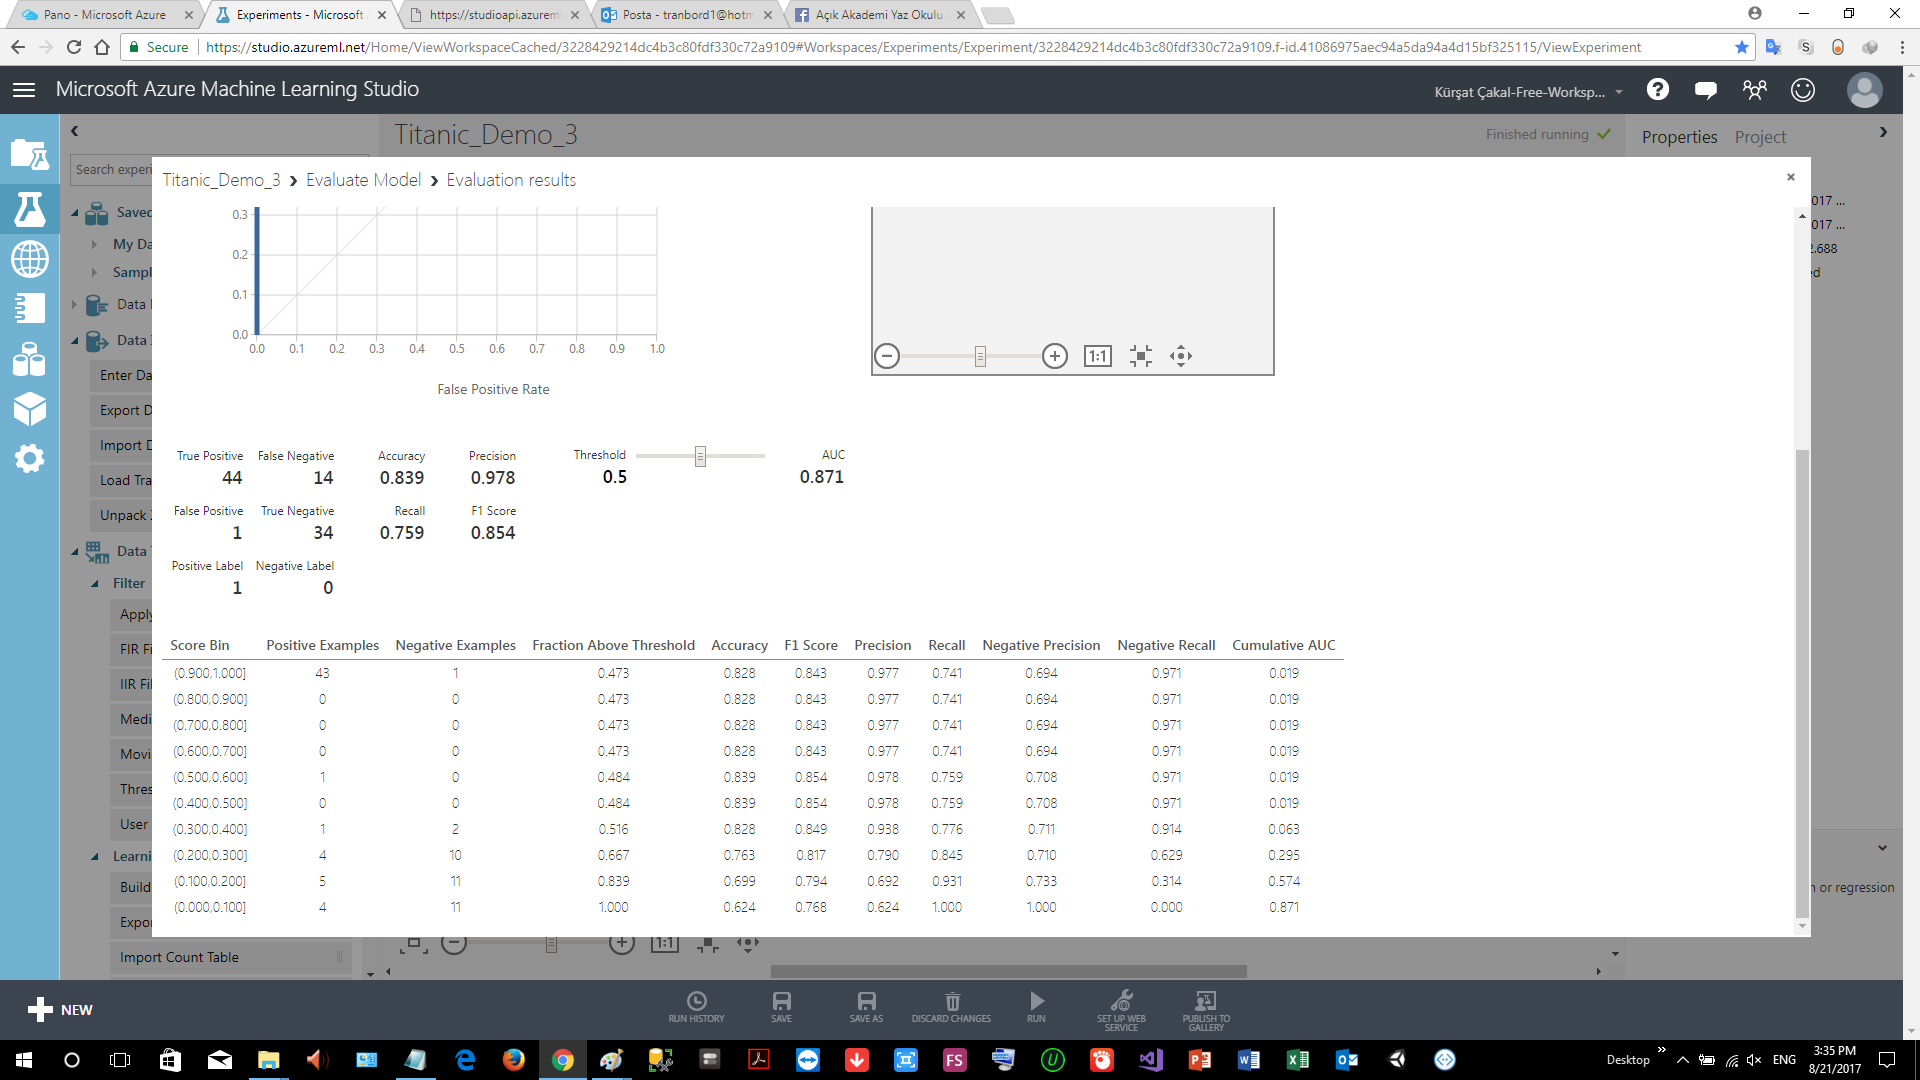 Pano - Microsoft Azure
Experiments - Microsoft
https://studioapi.azurem
Posta - tranbord1@hotm
Açık Akademi Yaz Okulu
Secure
https://studio.azureml.net/Home/ViewWorkspaceCached/3228429214dc4b3c80fdf330c72a9109#Workspaces/Experiments/Experiment/3228429214dc4b3c80fdf330c72a9109.f-id.41086975aec94a5da94a4d15bf325115/ViewExperiment
Microsoft Azure Machine Learning Studio
Kürşat Çakal-Free-Worksp...
Titanic_Demo_3
Finished running
Properties
Project
Search experi
Titanic_Demo_3 > Evaluate Model > Evaluation results
Saved
My Da
Sampl
Data
Data
Enter Da
Export D
Import D
Load Tra
Unpack
Data
Filter
Apply
FIR Fi
IIR Fil
Medi
Movi
Thres
User
Learni
Build
Expo
Import Count Table
017 ...
017 ...
2.688
ed
n or regression
0.3
0.2
0.1
0.0
0.0 0.1 0.2 0.3 0.4 0.5 0.6 0.7 0.8 0.9 1.0
False Positive Rate
1:1
True Positive False Negative Accuracy Precision Threshold AUC
44 14 0.839 0.978 0.5 0.871
False Positive True Negative Recall F1 Score
1 34 0.759 0.854
Positive Label Negative Label
1 0
Score Bin Positive Examples Negative Examples Fraction Above Threshold Accuracy F1 Score Precision Recall Negative Precision Negative Recall Cumulative AUC
(0.900,1.000] 43 1 0.473 0.828 0.843 0.977 0.741 0.694 0.971 0.019
(0.800,0.900] 0 0 0.473 0.828 0.843 0.977 0.741 0.694 0.971 0.019
(0.700,0.800] 0 0 0.473 0.828 0.843 0.977 0.741 0.694 0.971 0.019
(0.600,0.700] 0 0 0.473 0.828 0.843 0.977 0.741 0.694 0.971 0.019
(0.500,0.600] 1 0 0.484 0.839 0.854 0.978 0.759 0.708 0.971 0.019
(0.400,0.500] 0 0 0.484 0.839 0.854 0.978 0.759 0.708 0.971 0.019
(0.300,0.400] 1 2 0.516 0.828 0.849 0.938 0.776 0.711 0.914 0.063
(0.200,0.300] 4 10 0.667 0.763 0.817 0.790 0.845 0.710 0.629 0.295
(0.100,0.200] 5 11 0.839 0.699 0.794 0.692 0.931 0.733 0.314 0.574
(0.000,0.100] 4 11 1.000 0.624 0.768 0.624 1.000 1.000 0.000 0.871
1:1
NEW
RUN HISTORY
SAVE
SAVE AS
DISCARD CHANGES
RUN
SET UP WEB
SERVICE
PUBLISH TO
GALLERY
FS
Desktop
ENG
3:35 PM
8/21/2017